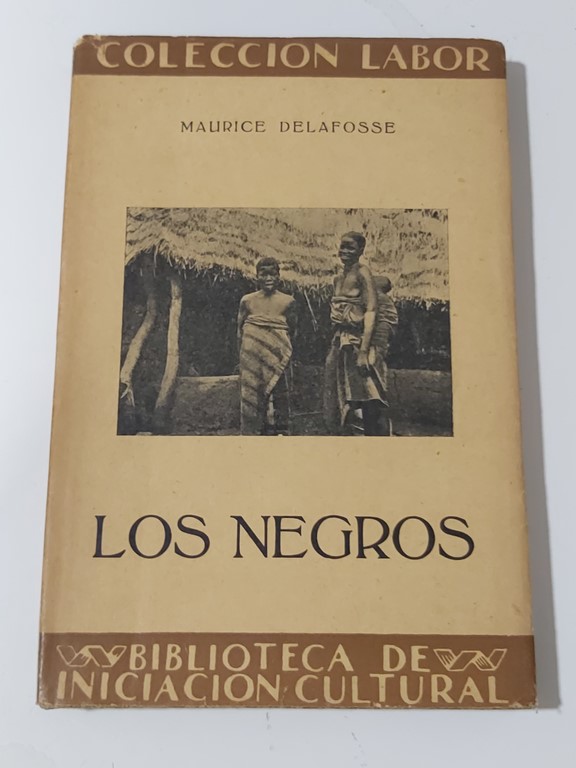 COLECCION LABOR
MAURICE DELAFOSSE
LOS NEGROS
BIBLIOTECA DE
INICIACION CULTURAL